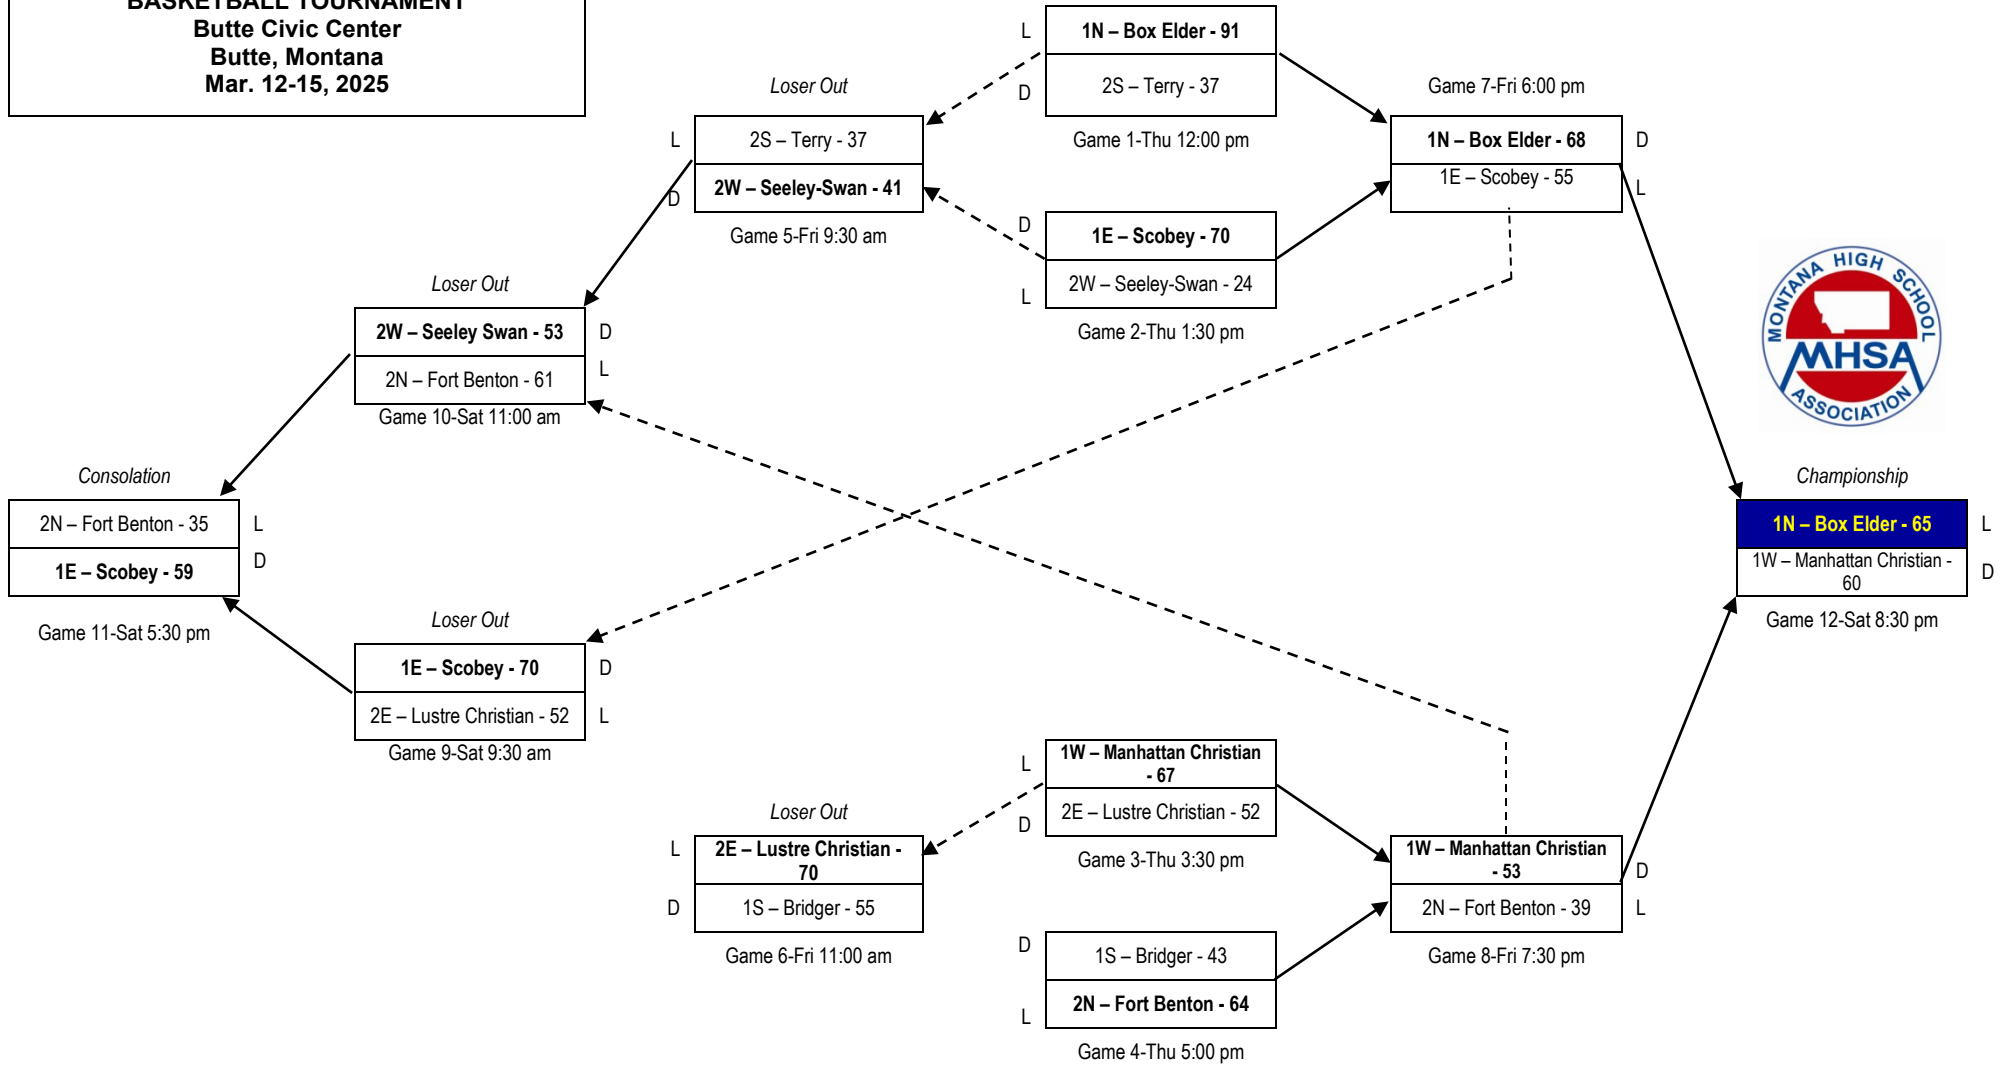 BASKETBALL TOURNAMENT
Butte Civic Center
Butte, Montana
Mar. 12-15, 2025
L
1N – Box Elder - 91
D
2S – Terry - 37
Game 1-Thu 12:00 pm
Loser Out
L
2S – Terry - 37
D
2W – Seeley-Swan - 41
Game 5-Fri 9:30 am
Game 7-Fri 6:00 pm
1N – Box Elder - 68
D
1E – Scobey - 55
L
D
1E – Scobey - 70
L
2W – Seeley-Swan - 24
Game 2-Thu 1:30 pm
Loser Out
2W – Seeley Swan - 53
D
2N – Fort Benton - 61
L
Game 10-Sat 11:00 am
MONTANA HIGH SCHOOL
MHSA
ASSOCIATION
Consolation
2N – Fort Benton - 35
L
1E – Scobey - 59
D
Game 11-Sat 5:30 pm
Championship
1N – Box Elder - 65
L
1W – Manhattan Christian -
60
D
Game 12-Sat 8:30 pm
Loser Out
1E – Scobey - 70
D
2E – Lustre Christian - 52
L
Game 9-Sat 9:30 am
L
1W – Manhattan Christian
- 67
D
2E – Lustre Christian - 52
Game 3-Thu 3:30 pm
Loser Out
L
2E – Lustre Christian -
70
D
1S – Bridger - 55
Game 6-Fri 11:00 am
1W – Manhattan Christian
- 53
D
2N – Fort Benton - 39
L
Game 8-Fri 7:30 pm
D
1S – Bridger - 43
L
2N – Fort Benton - 64
Game 4-Thu 5:00 pm